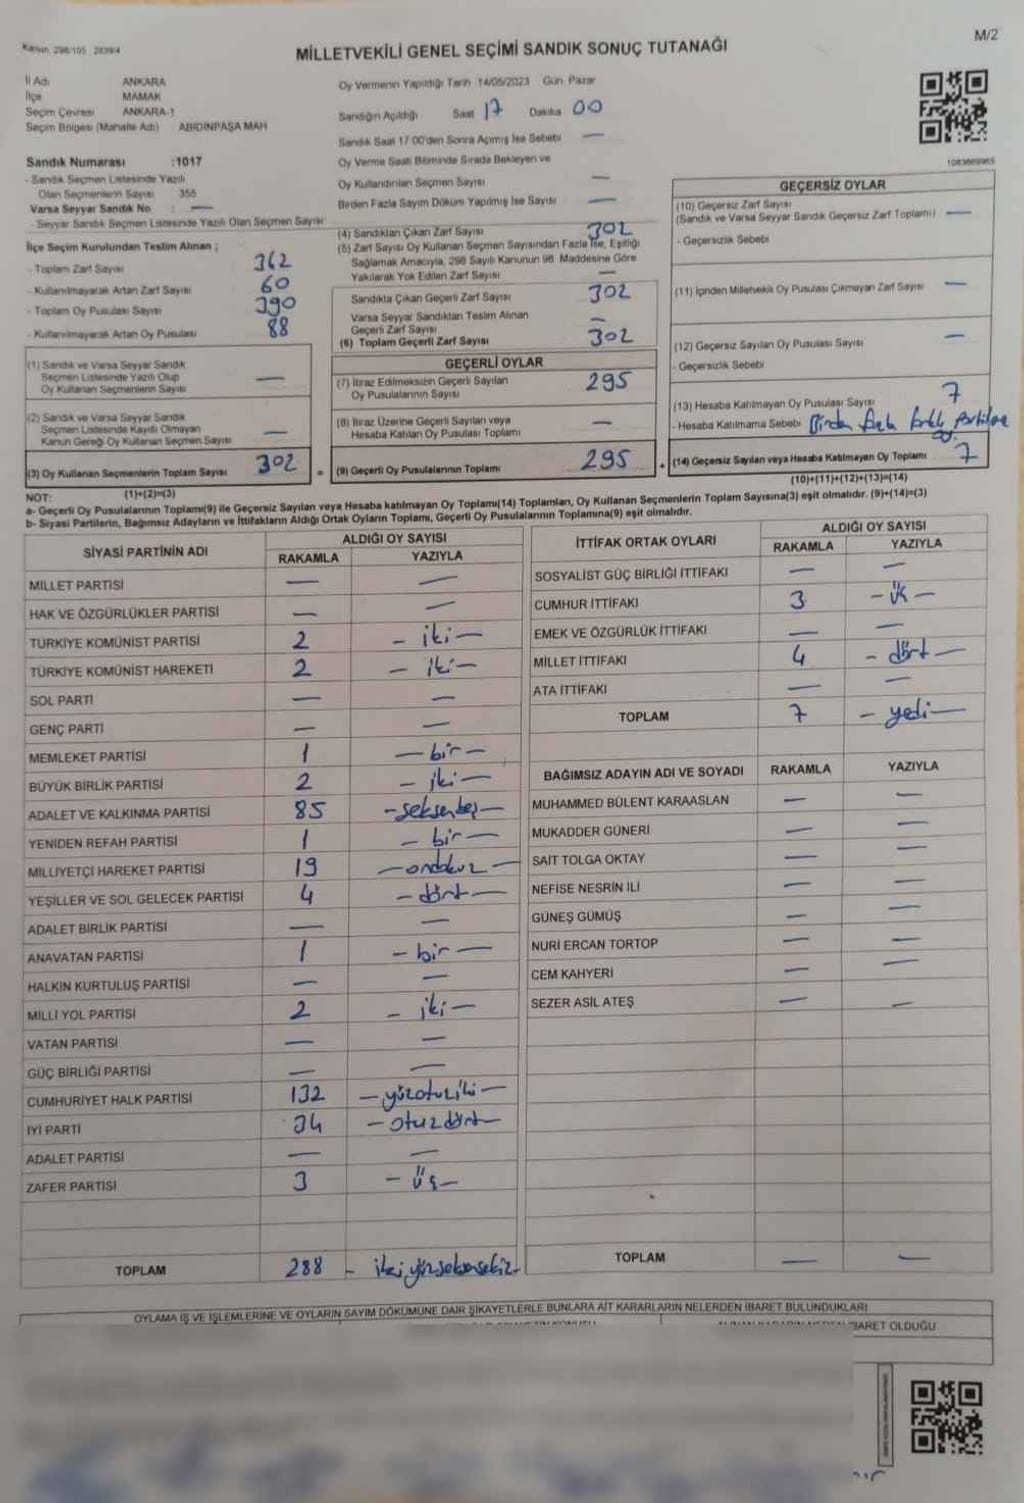 Kanun 298/105 2839/4
M/2
MİLLETVEKİLİ GENEL SEÇİMİ SANDIK SONUÇ TUTANAĞI
İl Adı ANKARA
İlçe MAMAK
Seçim Çevresi ANKARA-1
Seçim Bölgesi (Mahalle Adı) ABİDİNPAŞA MAH
Sandık Numarası :1017
- Sandık Seçmen Listesinde Yazılı
Olan Seçmenlerin Sayısı 355
Varsa Seyyar Sandık No : —
- Seyyar Sandık Seçmen Listesinde Yazılı Olan Seçmen Sayısı
İlçe Seçim Kurulundan Teslim Alınan ;
- Toplam Zarf Sayısı 362
- Kullanılmayarak Artan Zarf Sayısı 60
- Toplam Oy Pusulası Sayısı 390
- Kullanılmayarak Artan Oy Pusulası 88
(1) Sandık ve Varsa Seyyar Sandık
Seçmen Listesinde Yazılı Olup
Oy Kullanan Seçmenlerin Sayısı —
(2) Sandık ve Varsa Seyyar Sandık
Seçmen Listesinde Kayıtlı Olmayan
Kanun Gereği Oy Kullanan Seçmen Sayısı —
(3) Oy Kullanan Seçmenlerin Toplam Sayısı 302
(1)+(2)=(3)
Oy Vermenin Yapıldığı Tarih 14/05/2023 Gün Pazar
Sandığın Açıldığı Saat 17 Dakika 00
Sandık Saat 17:00'den Sonra Açılmış İse Sebebi —
Oy Verme Saati Bitiminde Sırada Bekleyen ve
Oy Kullandırılan Seçmen Sayısı —
Birden Fazla Sayım Döküm Yapılmış İse Sayısı —
(4) Sandıktan Çıkan Zarf Sayısı 302
(5) Zarf Sayısı Oy Kullanan Seçmen Sayısından Fazla İse, Eşitliği
Sağlamak Amacıyla, 298 Sayılı Kanunun 98. Maddesine Göre
Yakılarak Yok Edilen Zarf Sayısı —
Sandıkta Çıkan Geçerli Zarf Sayısı 302
Varsa Seyyar Sandıktan Teslim Alınan
Geçerli Zarf Sayısı —
(6) Toplam Geçerli Zarf Sayısı 302
GEÇERLİ OYLAR
(7) İtiraz Edilmeksizin Geçerli Sayılan
Oy Pusulalarının Sayısı 295
(8) İtiraz Üzerine Geçerli Sayılan veya
Hesaba Katılan Oy Pusulası Toplamı —
= (9) Geçerli Oy Pusulalarının Toplamı 295
1083669965
GEÇERSİZ OYLAR
(10) Geçersiz Zarf Sayısı
(Sandık ve Varsa Seyyar Sandık Geçersiz Zarf Toplamı) —
- Geçersizlik Sebebi
(11) İçinden Milletvekili Oy Pusulası Çıkmayan Zarf Sayısı —
(12) Geçersiz Sayılan Oy Pusulası Sayısı —
- Geçersizlik Sebebi
(13) Hesaba Katılmayan Oy Pusulası Sayısı 7
- Hesaba Katılmama Sebebi Birden fazla farklı partilere oy
+ (14) Geçersiz Sayılan veya Hesaba Katılmayan Oy Toplamı 7
(10)+(11)+(12)+(13)=(14)
NOT:
a- Geçerli Oy Pusulalarının Toplamı(9) ile Geçersiz Sayılan veya Hesaba katılmayan Oy Toplamı(14) Toplamları, Oy Kullanan Seçmenlerin Toplam Sayısına(3) eşit olmalıdır. (9)+(14)=(3)
b- Siyasi Partilerin, Bağımsız Adayların ve İttifakların Aldığı Ortak Oyların Toplamı, Geçerli Oy Pusulalarının Toplamına(9) eşit olmalıdır.
SİYASİ PARTİNİN ADI ALDIĞI OY SAYISI
RAKAMLA YAZIYLA
MİLLET PARTİSİ — —
HAK VE ÖZGÜRLÜKLER PARTİSİ — —
TÜRKİYE KOMÜNİST PARTİSİ 2 - iki -
TÜRKİYE KOMÜNİST HAREKETİ 2 - iki -
SOL PARTİ — —
GENÇ PARTİ — —
MEMLEKET PARTİSİ 1 - bir -
BÜYÜK BİRLİK PARTİSİ 2 - iki -
ADALET VE KALKINMA PARTİSİ 85 - seksenbeş -
YENİDEN REFAH PARTİSİ 1 - bir -
MİLLİYETÇİ HAREKET PARTİSİ 19 - ondokuz -
YEŞİLLER VE SOL GELECEK PARTİSİ 4 - dört -
ADALET BİRLİK PARTİSİ — —
ANAVATAN PARTİSİ 1 - bir -
HALKIN KURTULUŞ PARTİSİ — —
MİLLİ YOL PARTİSİ 2 - iki -
VATAN PARTİSİ — —
GÜÇ BİRLİĞİ PARTİSİ — —
CUMHURİYET HALK PARTİSİ 132 - yüzotuziki -
İYİ PARTİ 34 - otuzdört -
ADALET PARTİSİ — —
ZAFER PARTİSİ 3 - üç -
TOPLAM 288 - ikiyüzseksensekiz -
İTTİFAK ORTAK OYLARI ALDIĞI OY SAYISI
RAKAMLA YAZIYLA
SOSYALİST GÜÇ BİRLİĞİ İTTİFAKI — —
CUMHUR İTTİFAKI 3 - üç -
EMEK VE ÖZGÜRLÜK İTTİFAKI — —
MİLLET İTTİFAKI 4 - dört -
ATA İTTİFAKI — —
TOPLAM 7 - yedi -
BAĞIMSIZ ADAYIN ADI VE SOYADI RAKAMLA YAZIYLA
MUHAMMED BÜLENT KARAASLAN — —
MUKADDER GÜNERİ — —
SAİT TOLGA OKTAY — —
NEFİSE NESRİN İLİ — —
GÜNEŞ GÜMÜŞ — —
NURİ ERCAN TORTOP — —
CEM KAHYERİ — —
SEZER ASİL ATEŞ — —
TOPLAM — —
OYLAMA İŞ VE İŞLEMLERİNE VE OYLARIN SAYIM DÖKÜMÜNE DAİR ŞİKAYETLERLE BUNLARA AİT KARARLARIN NELERDEN İBARET BULUNDUKLARI
İBARET OLDUĞU